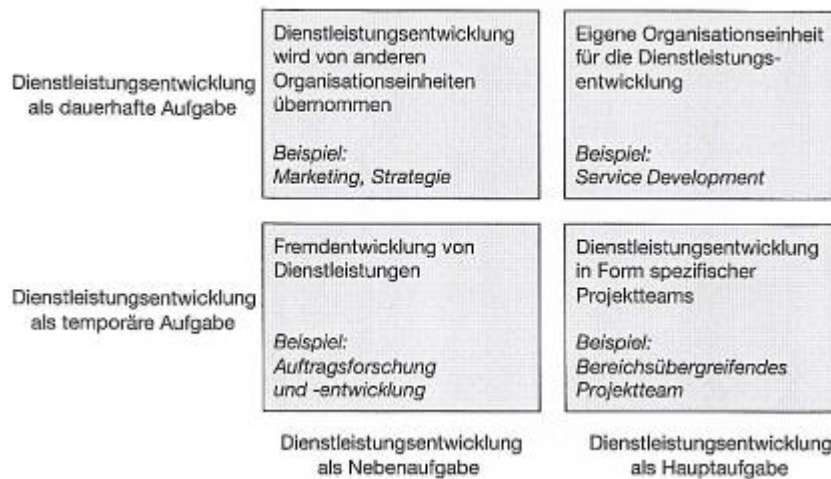 Dienstleistungsentwicklung
als dauerhafte Aufgabe
Dienstleistungsentwicklung
wird von anderen
Organisationseinheiten
übernommen
Beispiel:
Marketing, Strategie
Eigene Organisationseinheit
für die Dienstleistungs-
entwicklung
Beispiel:
Service Development
Dienstleistungsentwicklung
als temporäre Aufgabe
Fremdentwicklung von
Dienstleistungen
Beispiel:
Auftragsforschung
und -entwicklung
Dienstleistungsentwicklung
in Form spezifischer
Projektteams
Beispiel:
Bereichsübergreifendes
Projektteam
Dienstleistungsentwicklung
als Nebenaufgabe
Dienstleistungsentwicklung
als Hauptaufgabe